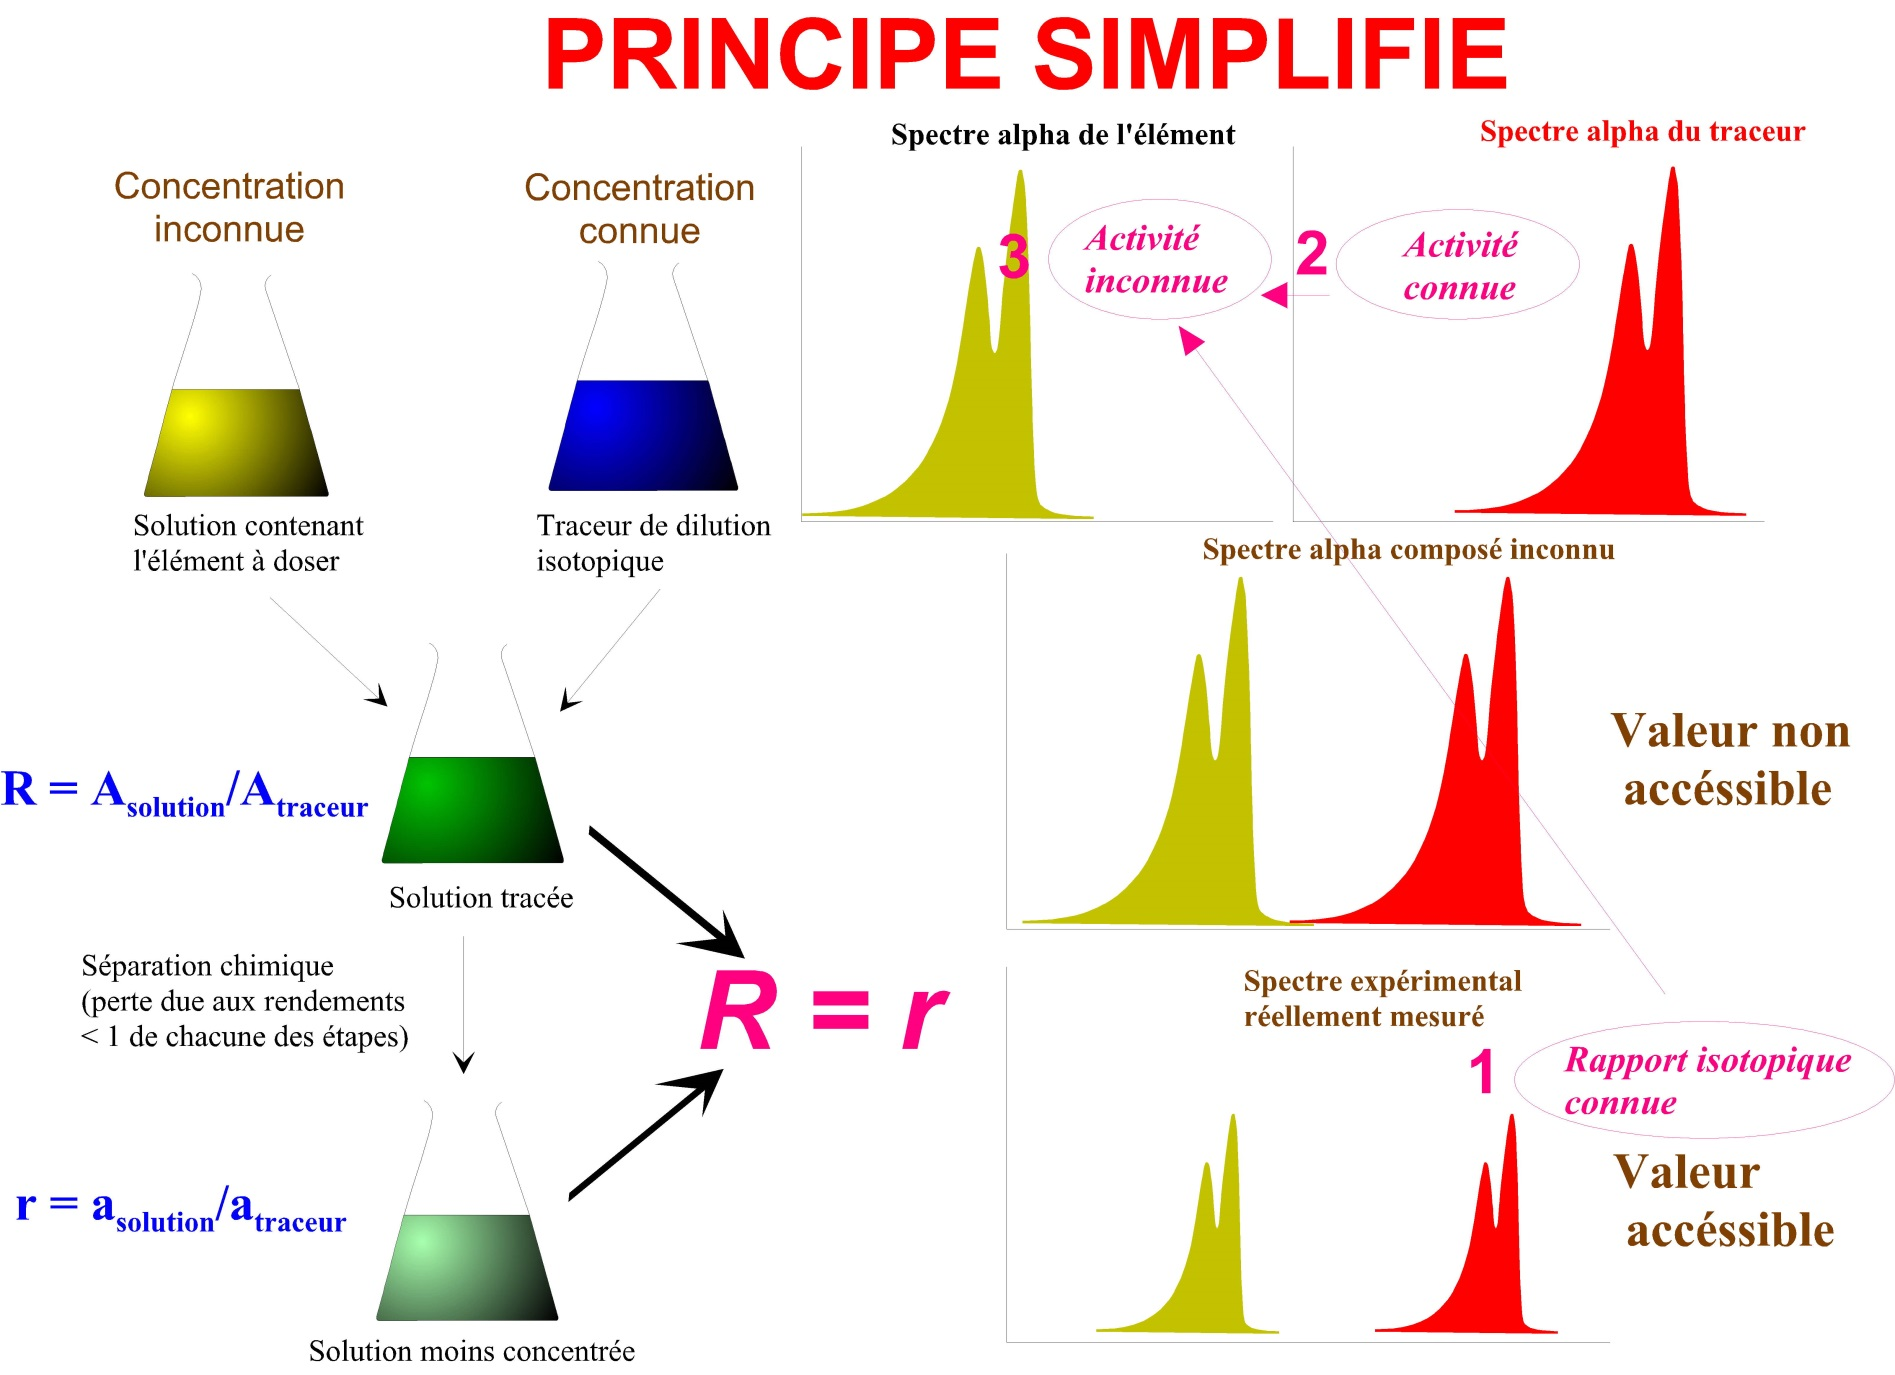 PRINCIPE SIMPLIFIE
Concentration
inconnue
Concentration
connue
Solution contenant
l'élément à doser
Traceur de dilution
isotopique
R = Asolution/Atraceur
Solution tracée
Séparation chimique
(perte due aux rendements
< 1 de chacune des étapes)
R = r
r = asolution/atraceur
Solution moins concentrée
Spectre alpha de l'élément
3
Activité
inconnue
Spectre alpha du traceur
2
Activité
connue
Spectre alpha composé inconnu
Valeur non
accéssible
Spectre expérimental
réellement mesuré
1
Rapport isotopique
connue
Valeur
accéssible